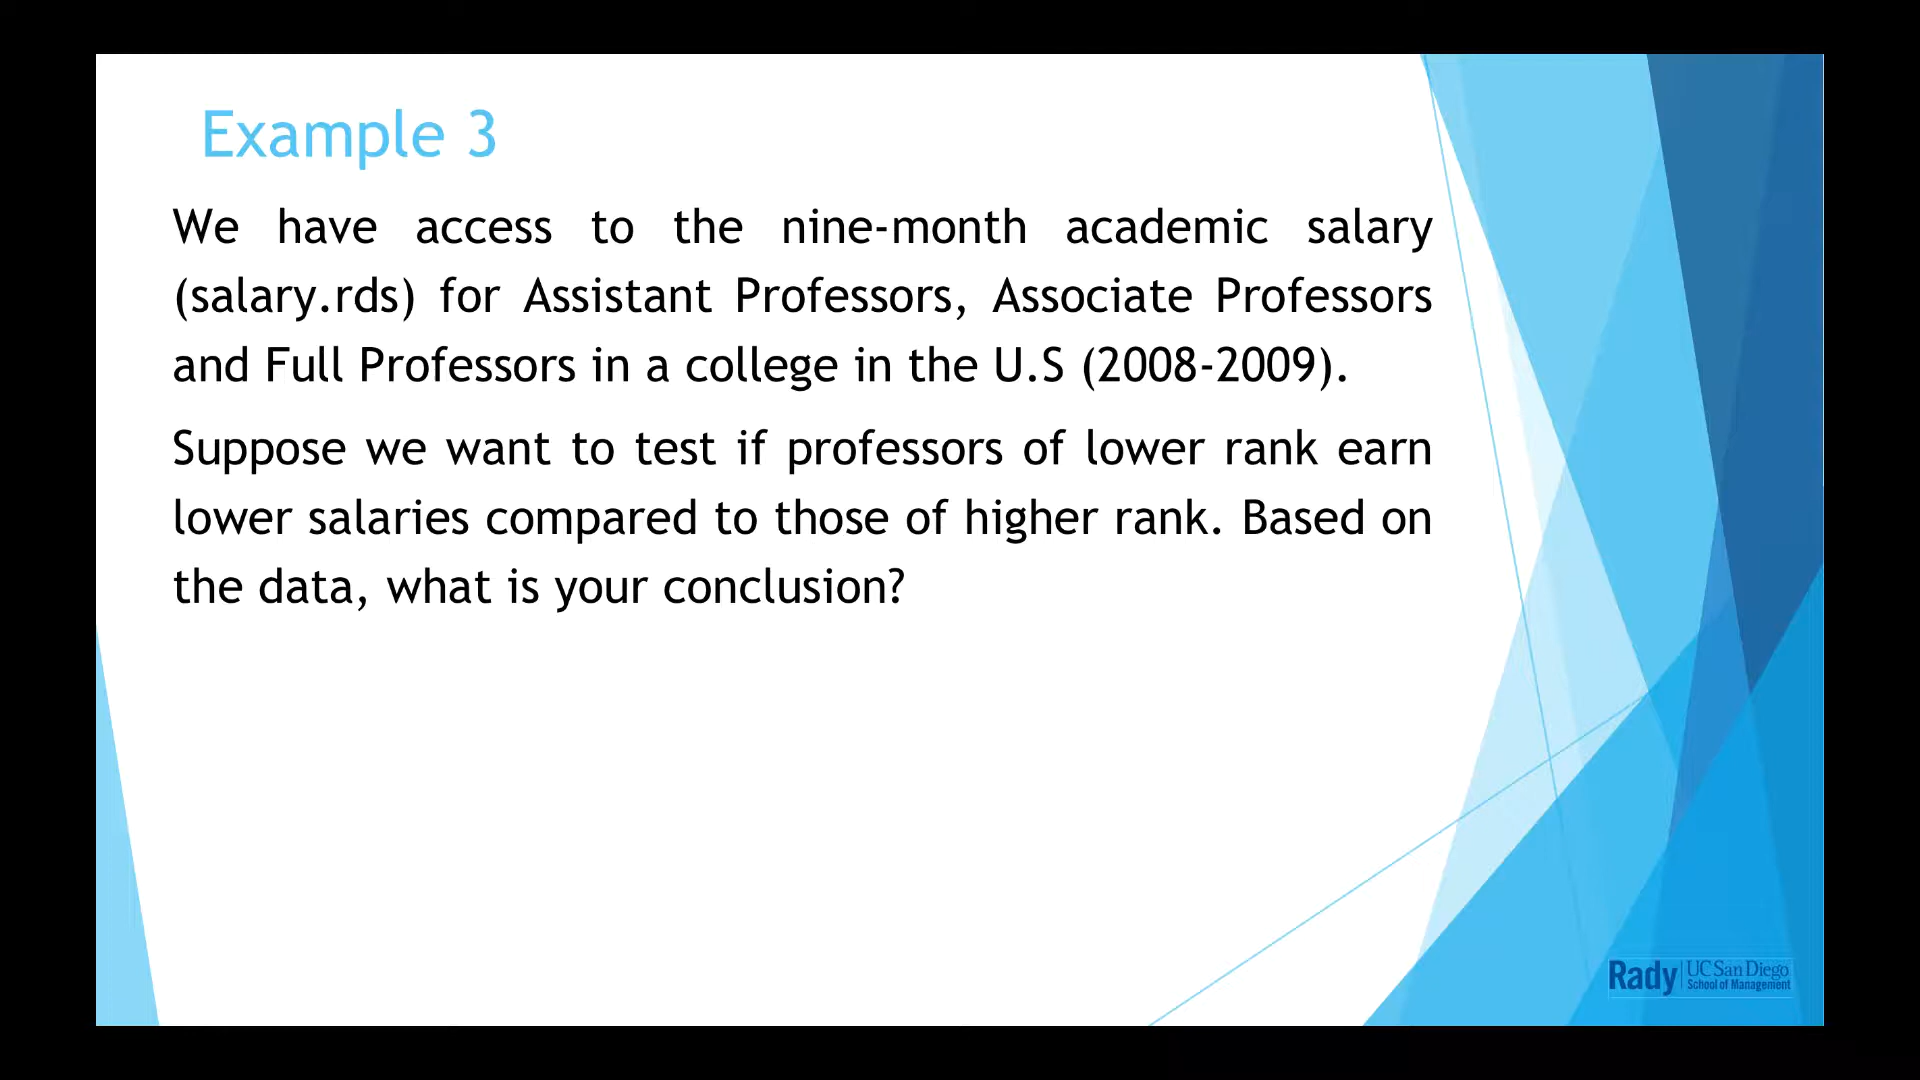 Example 3
We have access to the nine-month academic salary
(salary.rds) for Assistant Professors, Associate Professors
and Full Professors in a college in the U.S (2008-2009).
Suppose we want to test if professors of lower rank earn
lower salaries compared to those of higher rank. Based on
the data, what is your conclusion?
Rady UC San Diego
School of Management